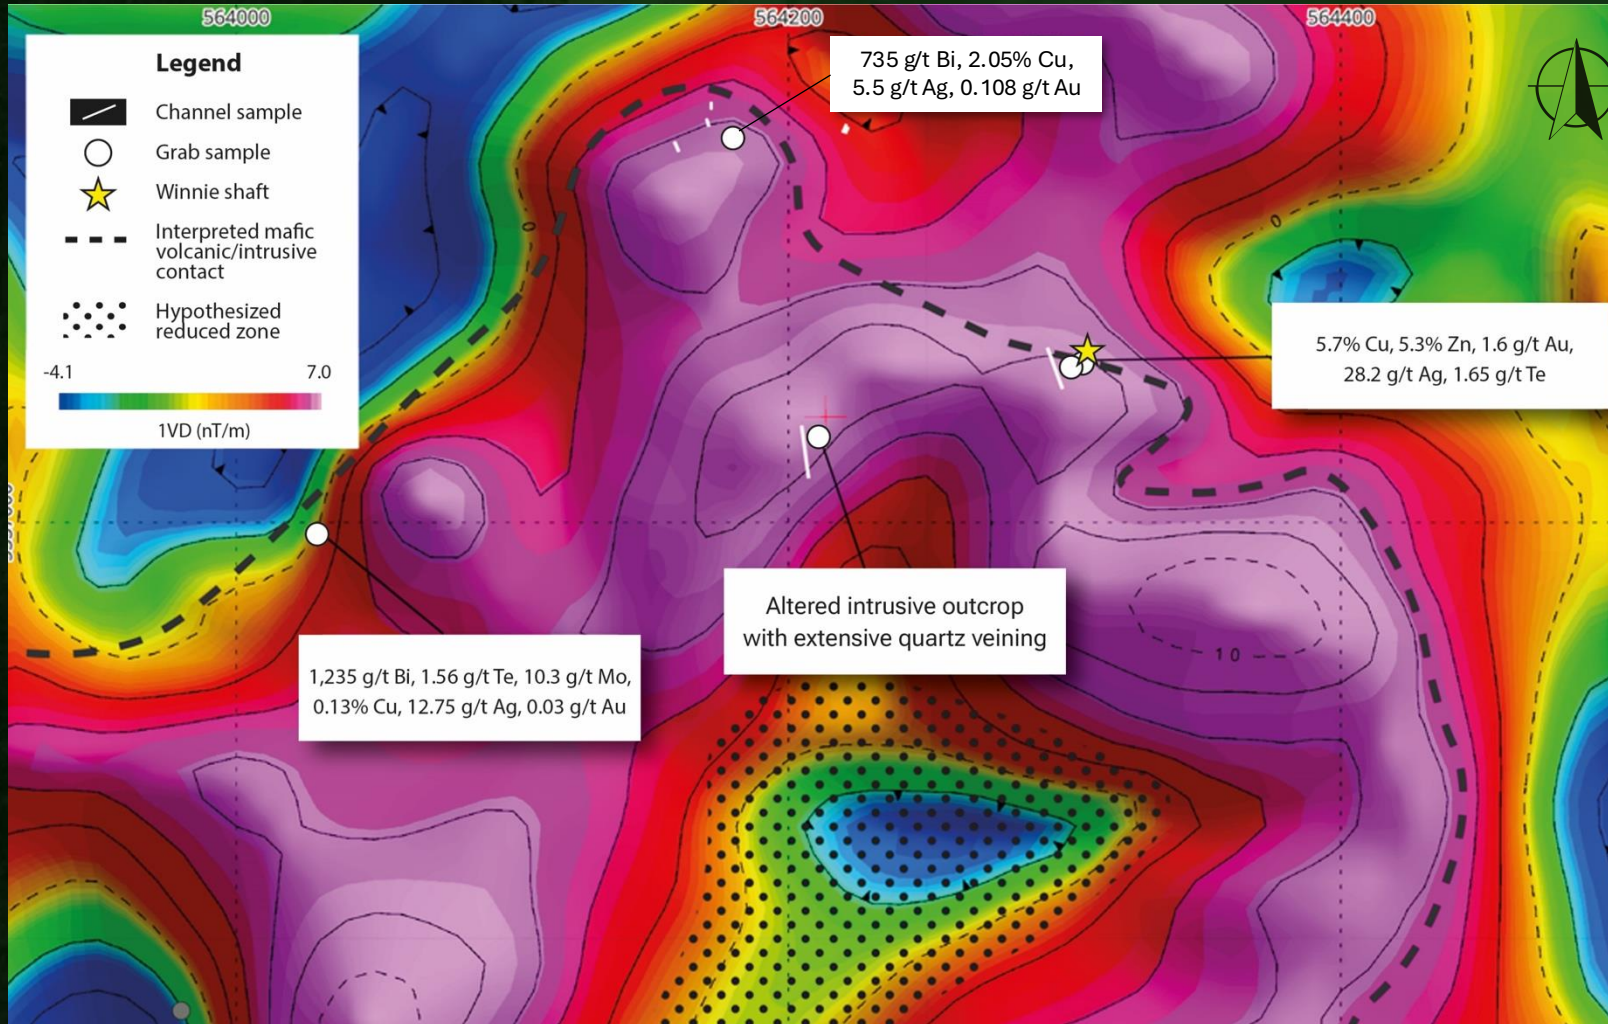 564000
564200
564400
Legend
Channel sample
Grab sample
Winnie shaft
Interpreted mafic
volcanic/intrusive
contact
Hypothesized
reduced zone
-4.1 7.0
1VD (nT/m)
735 g/t Bi, 2.05% Cu,
5.5 g/t Ag, 0.108 g/t Au
0
0
5.7% Cu, 5.3% Zn, 1.6 g/t Au,
28.2 g/t Ag, 1.65 g/t Te
Altered intrusive outcrop
with extensive quartz veining
10
1,235 g/t Bi, 1.56 g/t Te, 10.3 g/t Mo,
0.13% Cu, 12.75 g/t Ag, 0.03 g/t Au